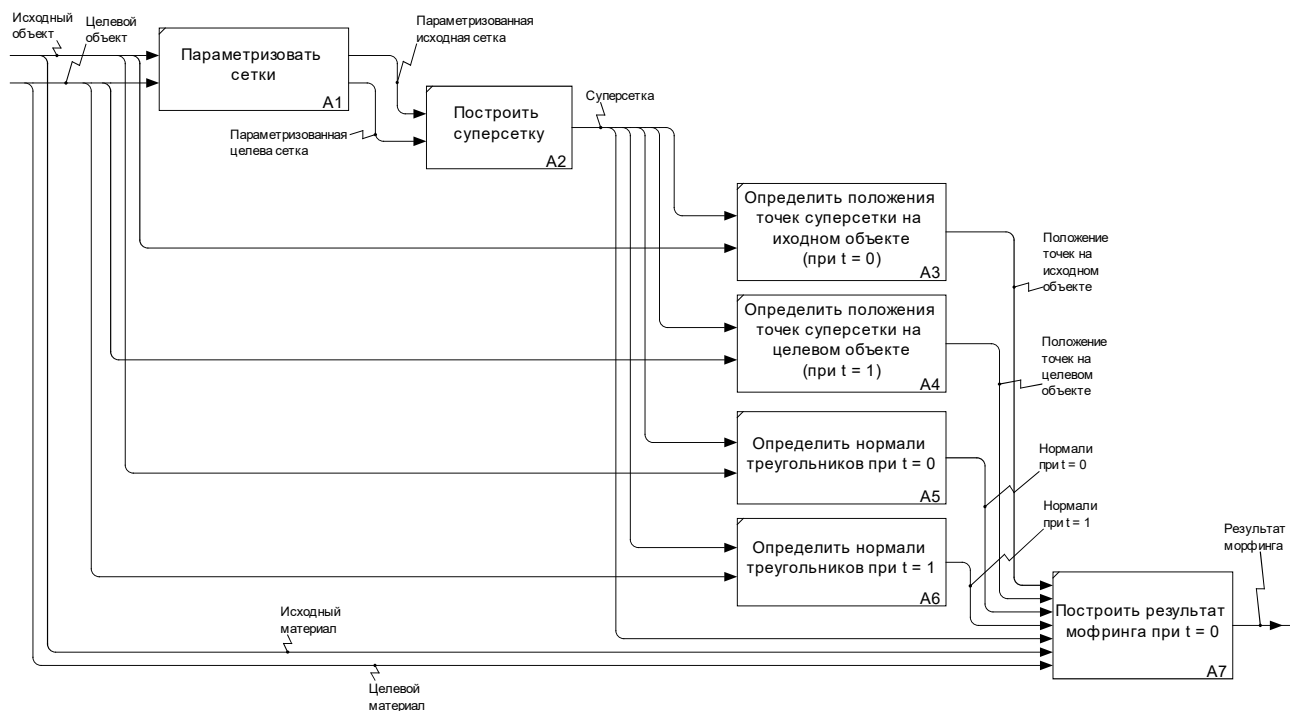 Исходный
объект
Целевой
объект
Параметризовать
сетки
A1
Параметризованная
исходная сетка
Параметризованная
целева сетка
Построить
суперсетку
A2
Суперсетка
Определить положения
точек суперсетки на
иходном объекте
(при t = 0)
A3
Положение
точек на
исходном
объекте
Определить положения
точек суперсетки на
целевом объекте
(при t = 1)
A4
Положение
точек на
целевом
объекте
Определить нормали
треугольников при t = 0
A5
Нормали
при t = 0
Определить нормали
треугольников при t = 1
A6
Нормали
при t = 1
Исходный
материал
Целевой
материал
Построить результат
мофринга при t = 0
A7
Результат
морфинга